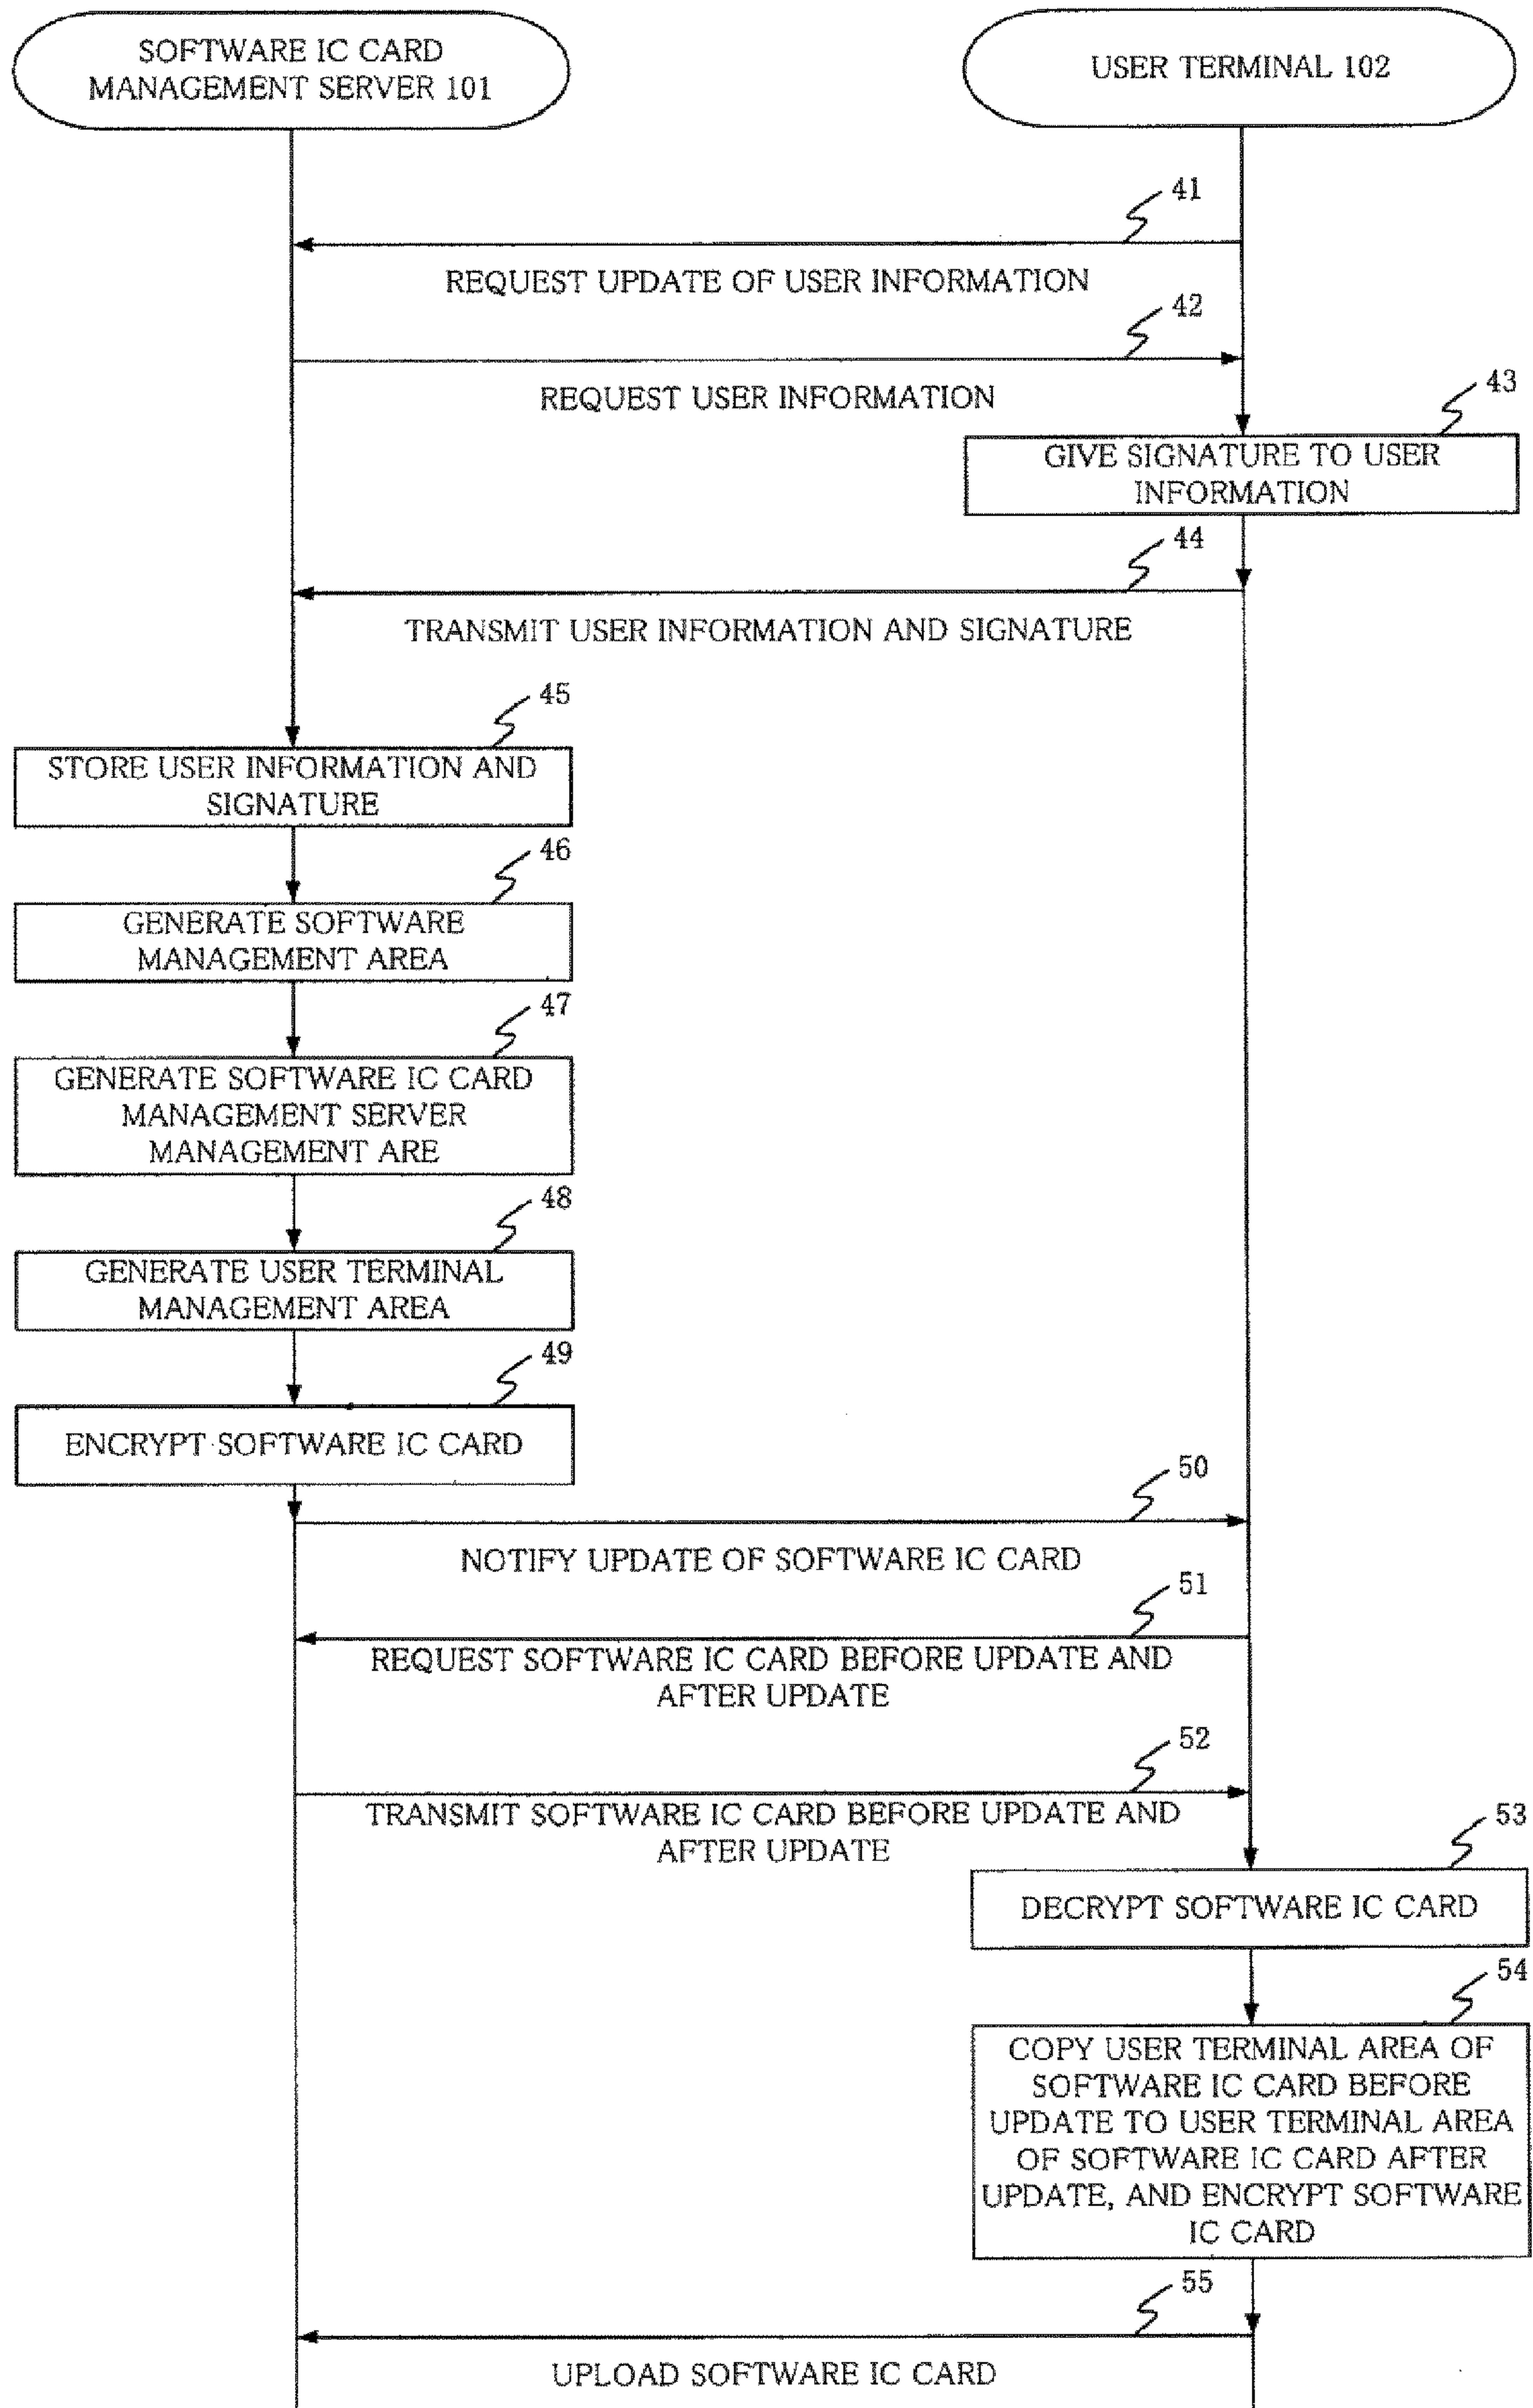 SOFTWARE IC CARD
MANAGEMENT SERVER 101
USER TERMINAL 102
41
REQUEST UPDATE OF USER INFORMATION
42
REQUEST USER INFORMATION
43
GIVE SIGNATURE TO USER
INFORMATION
44
TRANSMIT USER INFORMATION AND SIGNATURE
45
STORE USER INFORMATION AND
SIGNATURE
46
GENERATE SOFTWARE
MANAGEMENT AREA
47
GENERATE SOFTWARE IC CARD
MANAGEMENT SERVER
MANAGEMENT ARE
48
GENERATE USER TERMINAL
MANAGEMENT AREA
49
ENCRYPT SOFTWARE IC CARD
50
NOTIFY UPDATE OF SOFTWARE IC CARD
51
REQUEST SOFTWARE IC CARD BEFORE UPDATE AND
AFTER UPDATE
52
TRANSMIT SOFTWARE IC CARD BEFORE UPDATE AND
AFTER UPDATE
53
DECRYPT SOFTWARE IC CARD
54
COPY USER TERMINAL AREA OF
SOFTWARE IC CARD BEFORE
UPDATE TO USER TERMINAL AREA
OF SOFTWARE IC CARD AFTER
UPDATE, AND ENCRYPT SOFTWARE
IC CARD
55
UPLOAD SOFTWARE IC CARD